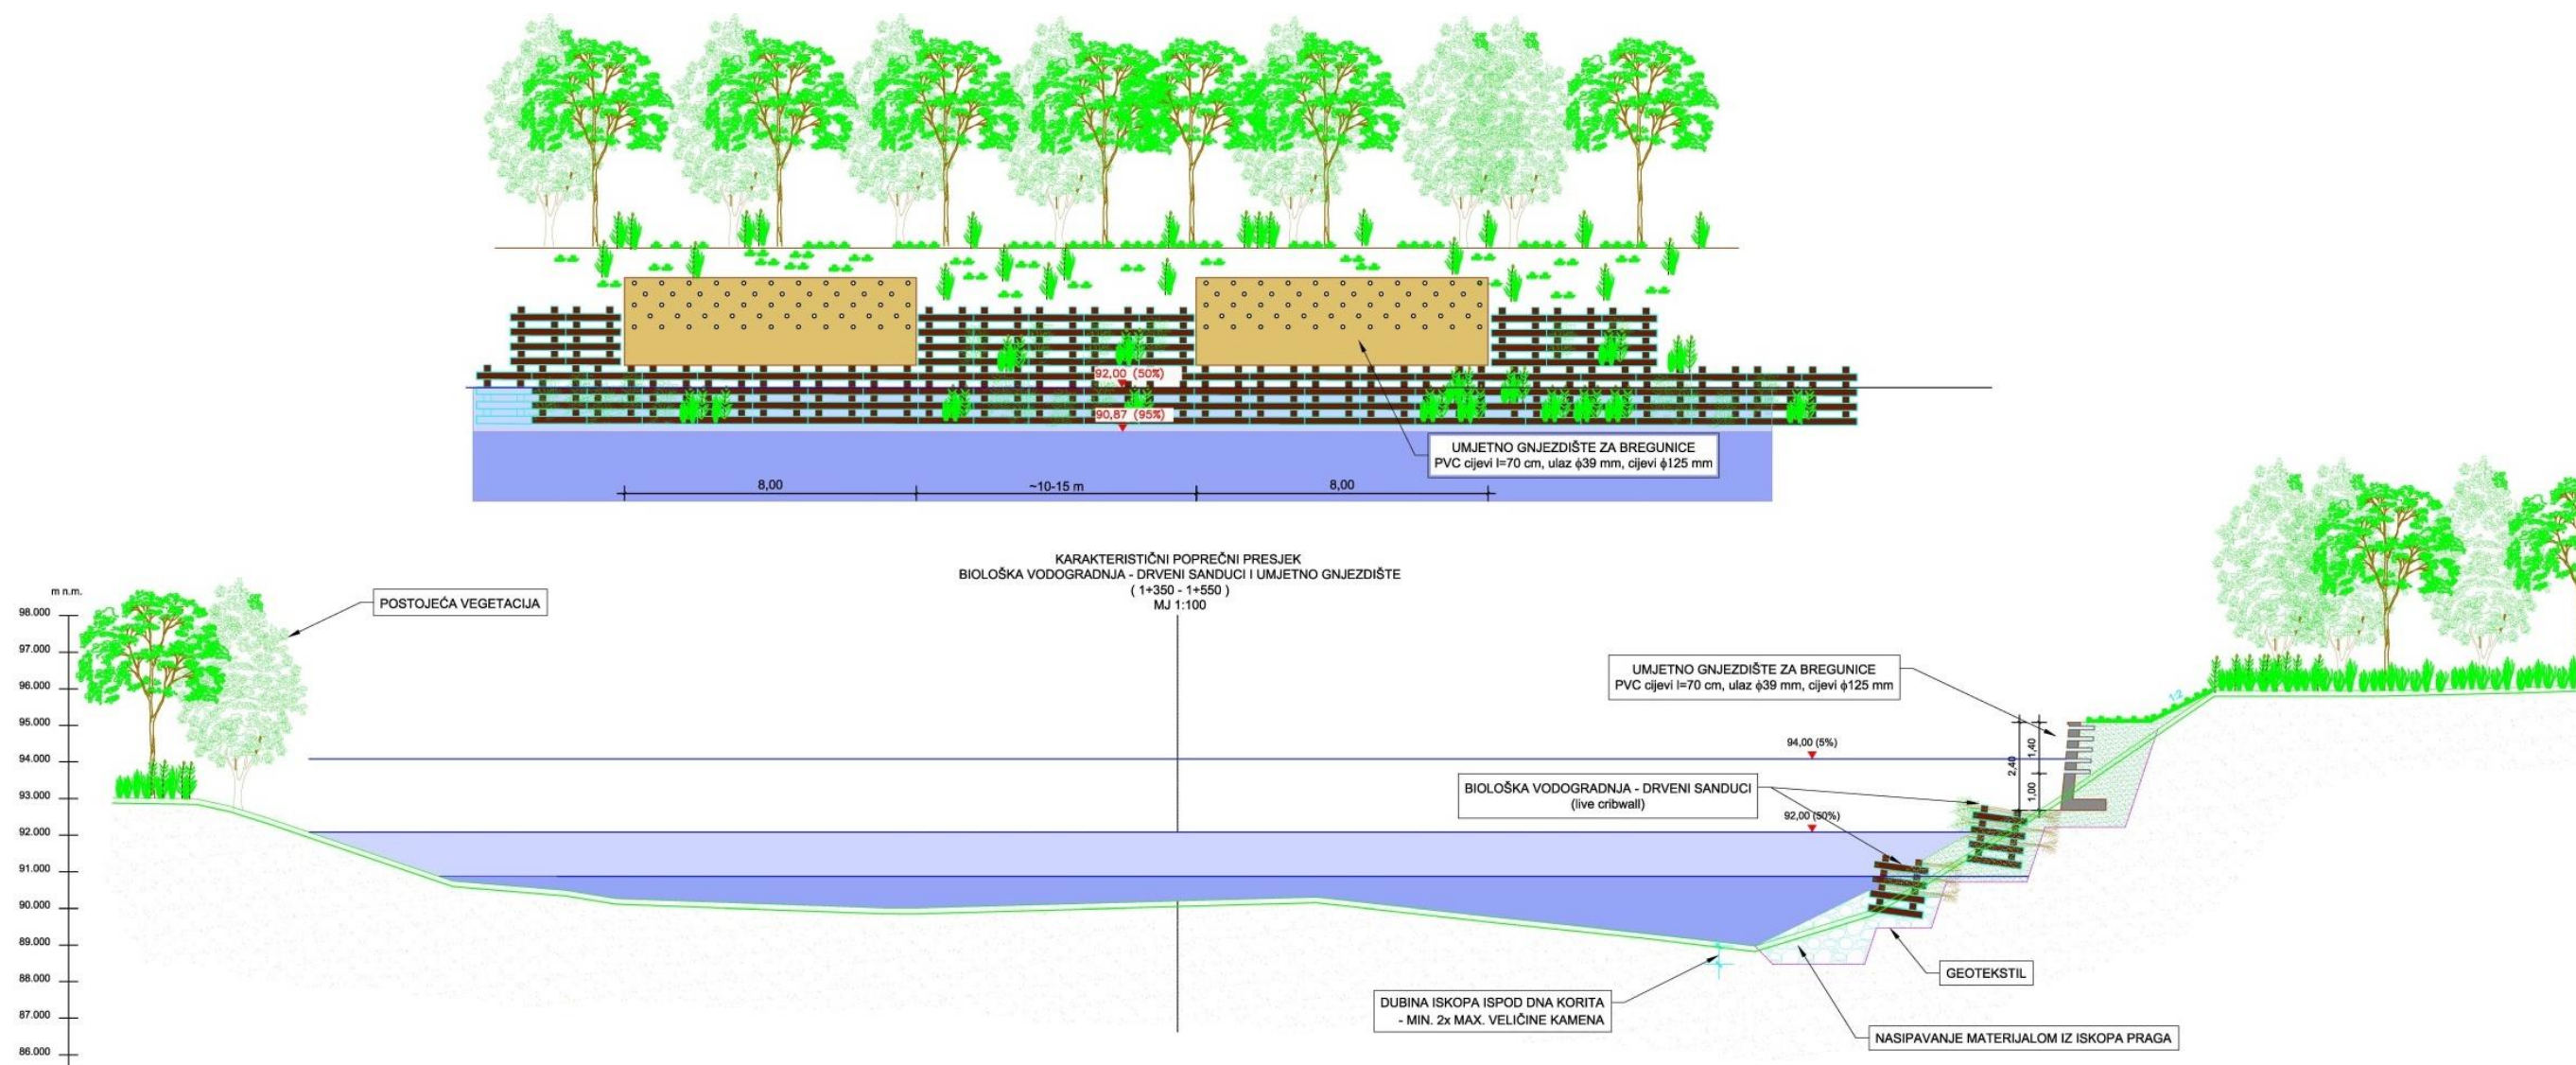 92,00 (50%)
90,87 (95%)
UMJETNO GNJEZDIŠTE ZA BREGUNICE
PVC cijevi l=70 cm, ulaz ϕ39 mm, cijevi ϕ125 mm
8,00
~10-15 m
8,00
KARAKTERISTIČNI POPREČNI PRESJEK
BIOLOŠKA VODOGRADNJA - DRVENI SANDUCI I UMJETNO GNJEZDIŠTE
( 1+350 - 1+550 )
MJ 1:100
m n.m.
98.000
97.000
96.000
95.000
94.000
93.000
92.000
91.000
90.000
89.000
88.000
87.000
86.000
POSTOJEĆA VEGETACIJA
UMJETNO GNJEZDIŠTE ZA BREGUNICE
PVC cijevi l=70 cm, ulaz ϕ39 mm, cijevi ϕ125 mm
1:2
94,00 (5%)
2,40
1,40
1,00
BIOLOŠKA VODOGRADNJA - DRVENI SANDUCI
(live cribwall)
92,00 (50%)
GEOTEKSTIL
DUBINA ISKOPA ISPOD DNA KORITA
- MIN. 2x MAX. VELIČINE KAMENA
NASIPAVANJE MATERIJALOM IZ ISKOPA PRAGA